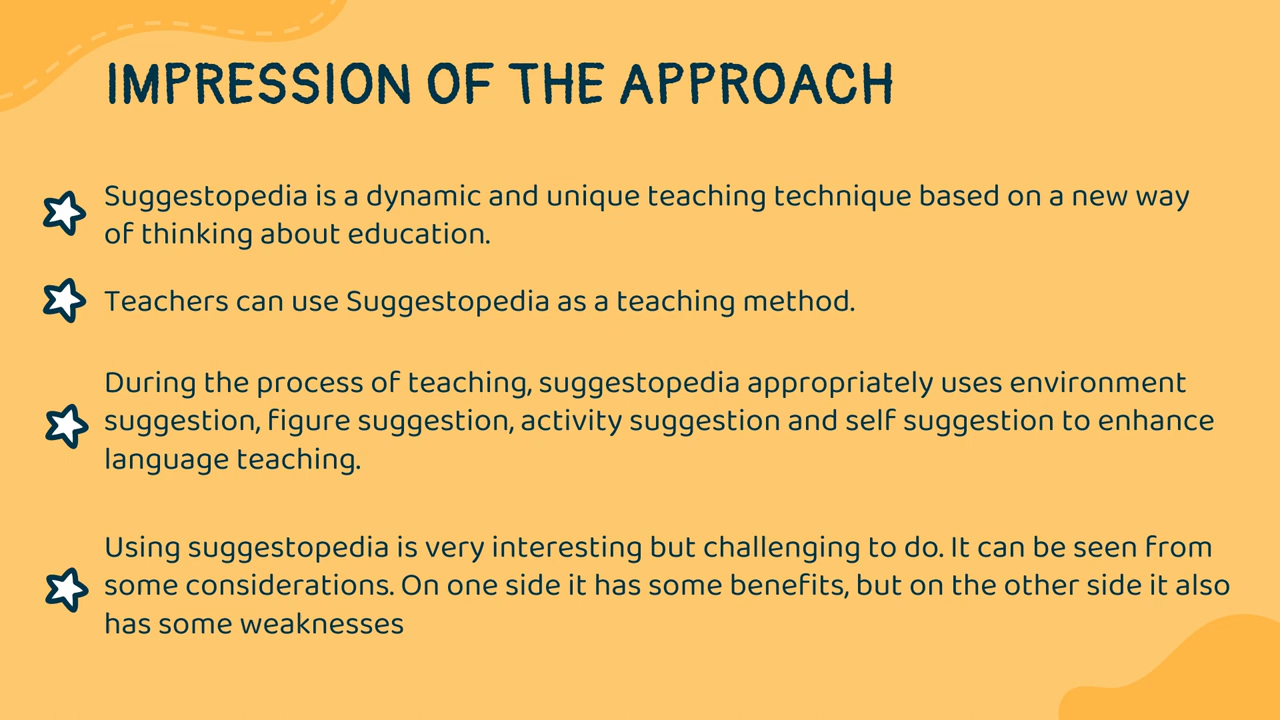 IMPRESSION OF THE APPROACH
Suggestopedia is a dynamic and unique teaching technique based on a new way
of thinking about education.
Teachers can use Suggestopedia as a teaching method.
During the process of teaching, suggestopedia appropriately uses environment
suggestion, figure suggestion, activity suggestion and self suggestion to enhance
language teaching.
Using suggestopedia is very interesting but challenging to do. It can be seen from
some considerations. On one side it has some benefits, but on the other side it also
has some weaknesses